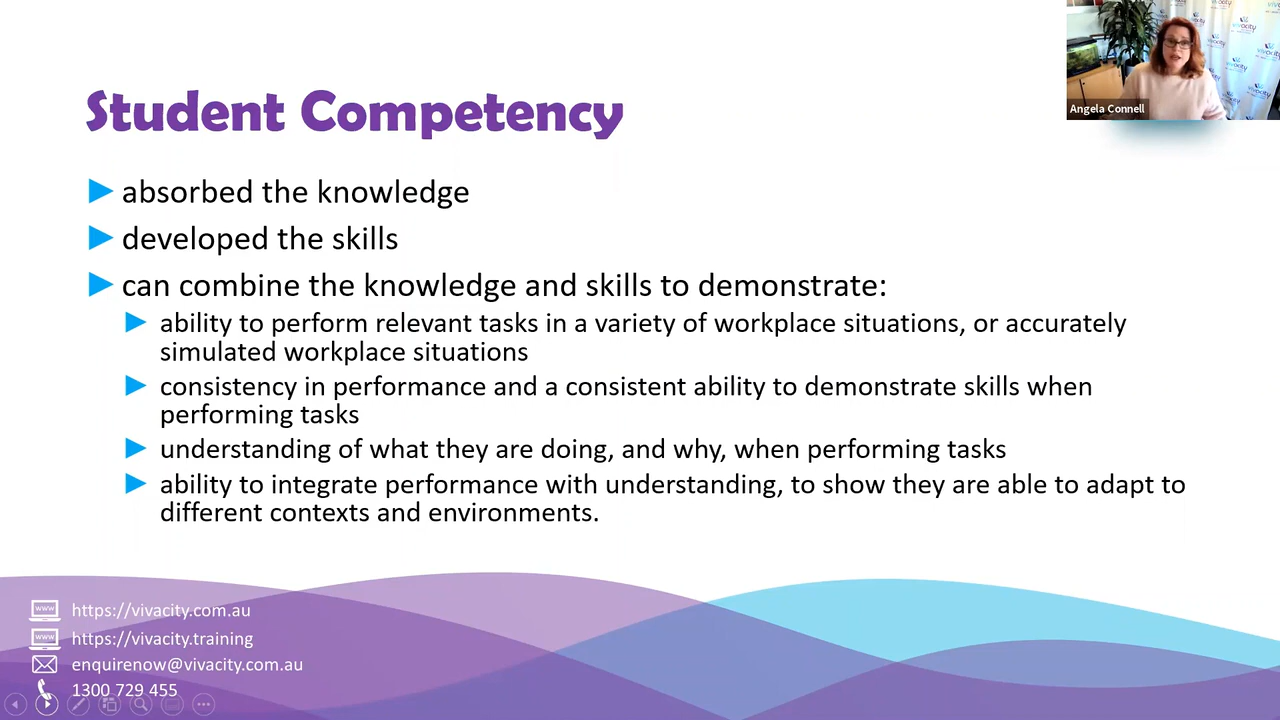 Student Competency
absorbed the knowledge
developed the skills
can combine the knowledge and skills to demonstrate:
ability to perform relevant tasks in a variety of workplace situations, or accurately
simulated workplace situations
consistency in performance and a consistent ability to demonstrate skills when
performing tasks
understanding of what they are doing, and why, when performing tasks
ability to integrate performance with understanding, to show they are able to adapt to
different contexts and environments.
Angela Connell
vivacity
www https://vivacity.com.au
www https://vivacity.training
enquirenow@vivacity.com.au
1300 729 455